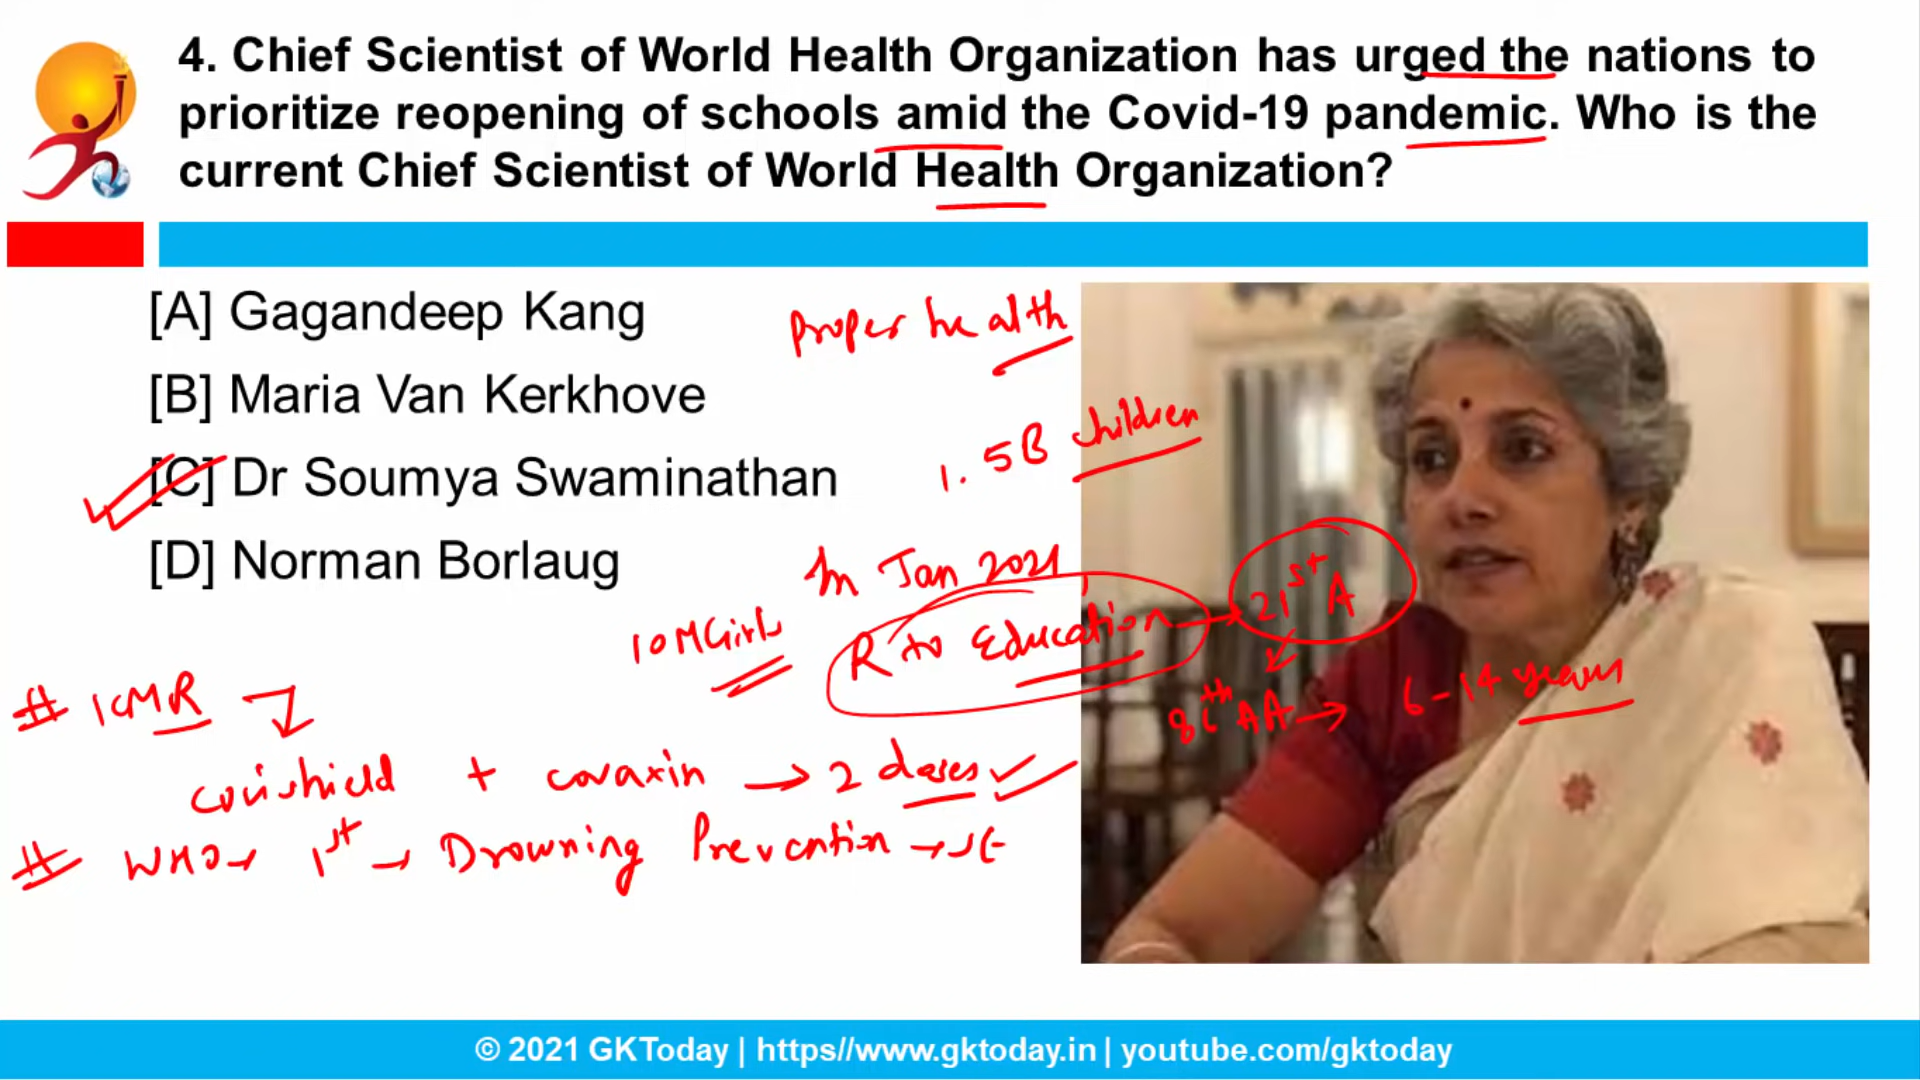 4. Chief Scientist of World Health Organization has urged the nations to
prioritize reopening of schools amid the Covid-19 pandemic. Who is the
current Chief Scientist of World Health Organization?
[A] Gagandeep Kang
[B] Maria Van Kerkhove
[C] Dr Soumya Swaminathan
[D] Norman Borlaug
Proper health
1.5B children
In Jan 2021
10M Girls
R to Education → 21st A
86th AA → 6-14 years
# ICMR
covishield + covaxin → 2 doses
# WHO → 1st → Drowning Prevention →
© 2021 GKToday | https//www.gktoday.in | youtube.com/gktoday